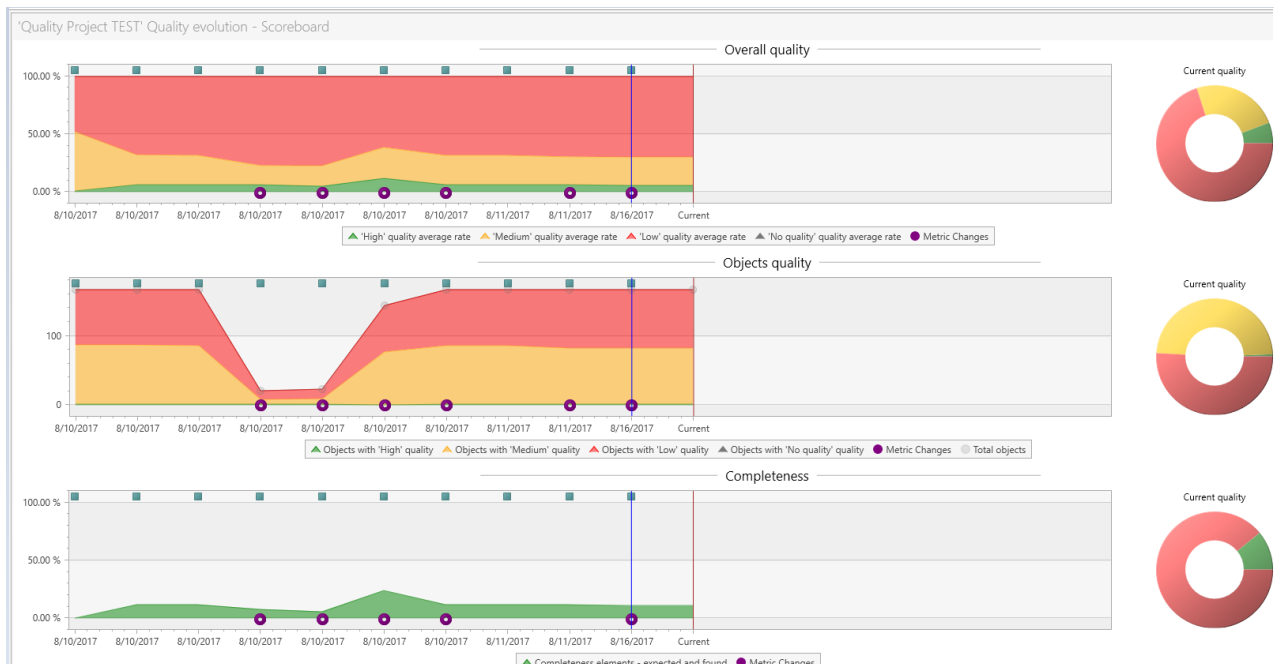 'Quality Project TEST' Quality evolution - Scoreboard
Overall quality
100.00 %
50.00 %
0.00 %
8/10/2017 8/10/2017 8/10/2017 8/10/2017 8/10/2017 8/10/2017 8/10/2017 8/11/2017 8/11/2017 8/16/2017 Current
'High' quality average rate 'Medium' quality average rate 'Low' quality average rate 'No quality' quality average rate Metric Changes
Current quality
Objects quality
100
0
8/10/2017 8/10/2017 8/10/2017 8/10/2017 8/10/2017 8/10/2017 8/10/2017 8/11/2017 8/11/2017 8/16/2017 Current
Objects with 'High' quality Objects with 'Medium' quality Objects with 'Low' quality Objects with 'No quality' quality Metric Changes Total objects
Current quality
Completeness
100.00 %
50.00 %
0.00 %
8/10/2017 8/10/2017 8/10/2017 8/10/2017 8/10/2017 8/10/2017 8/10/2017 8/11/2017 8/11/2017 8/16/2017 Current
Completeness elements - expected and found Metric Changes
Current quality